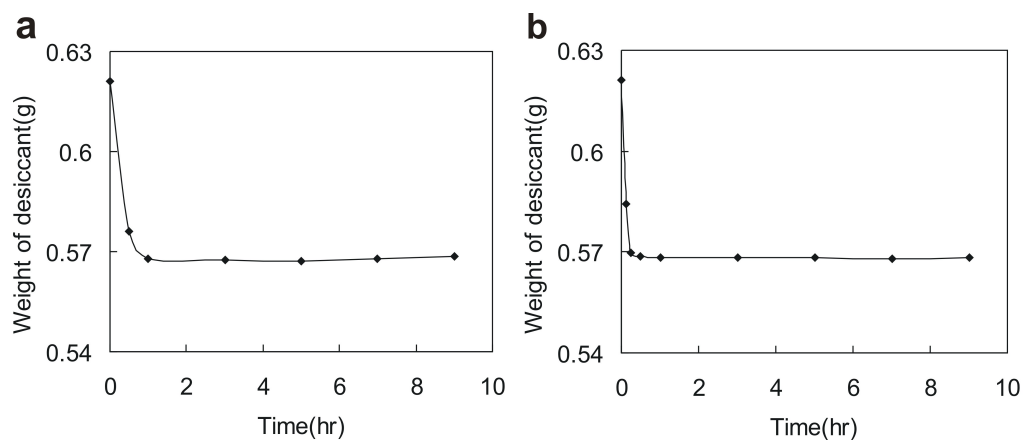 a
0.63
0.6
0.57
0.54
0 2 4 6 8 10
Time(hr)
Weight of desiccant(g)
b
0.63
0.6
0.57
0.54
0 2 4 6 8 10
Time(hr)
Weight of desiccant(g)